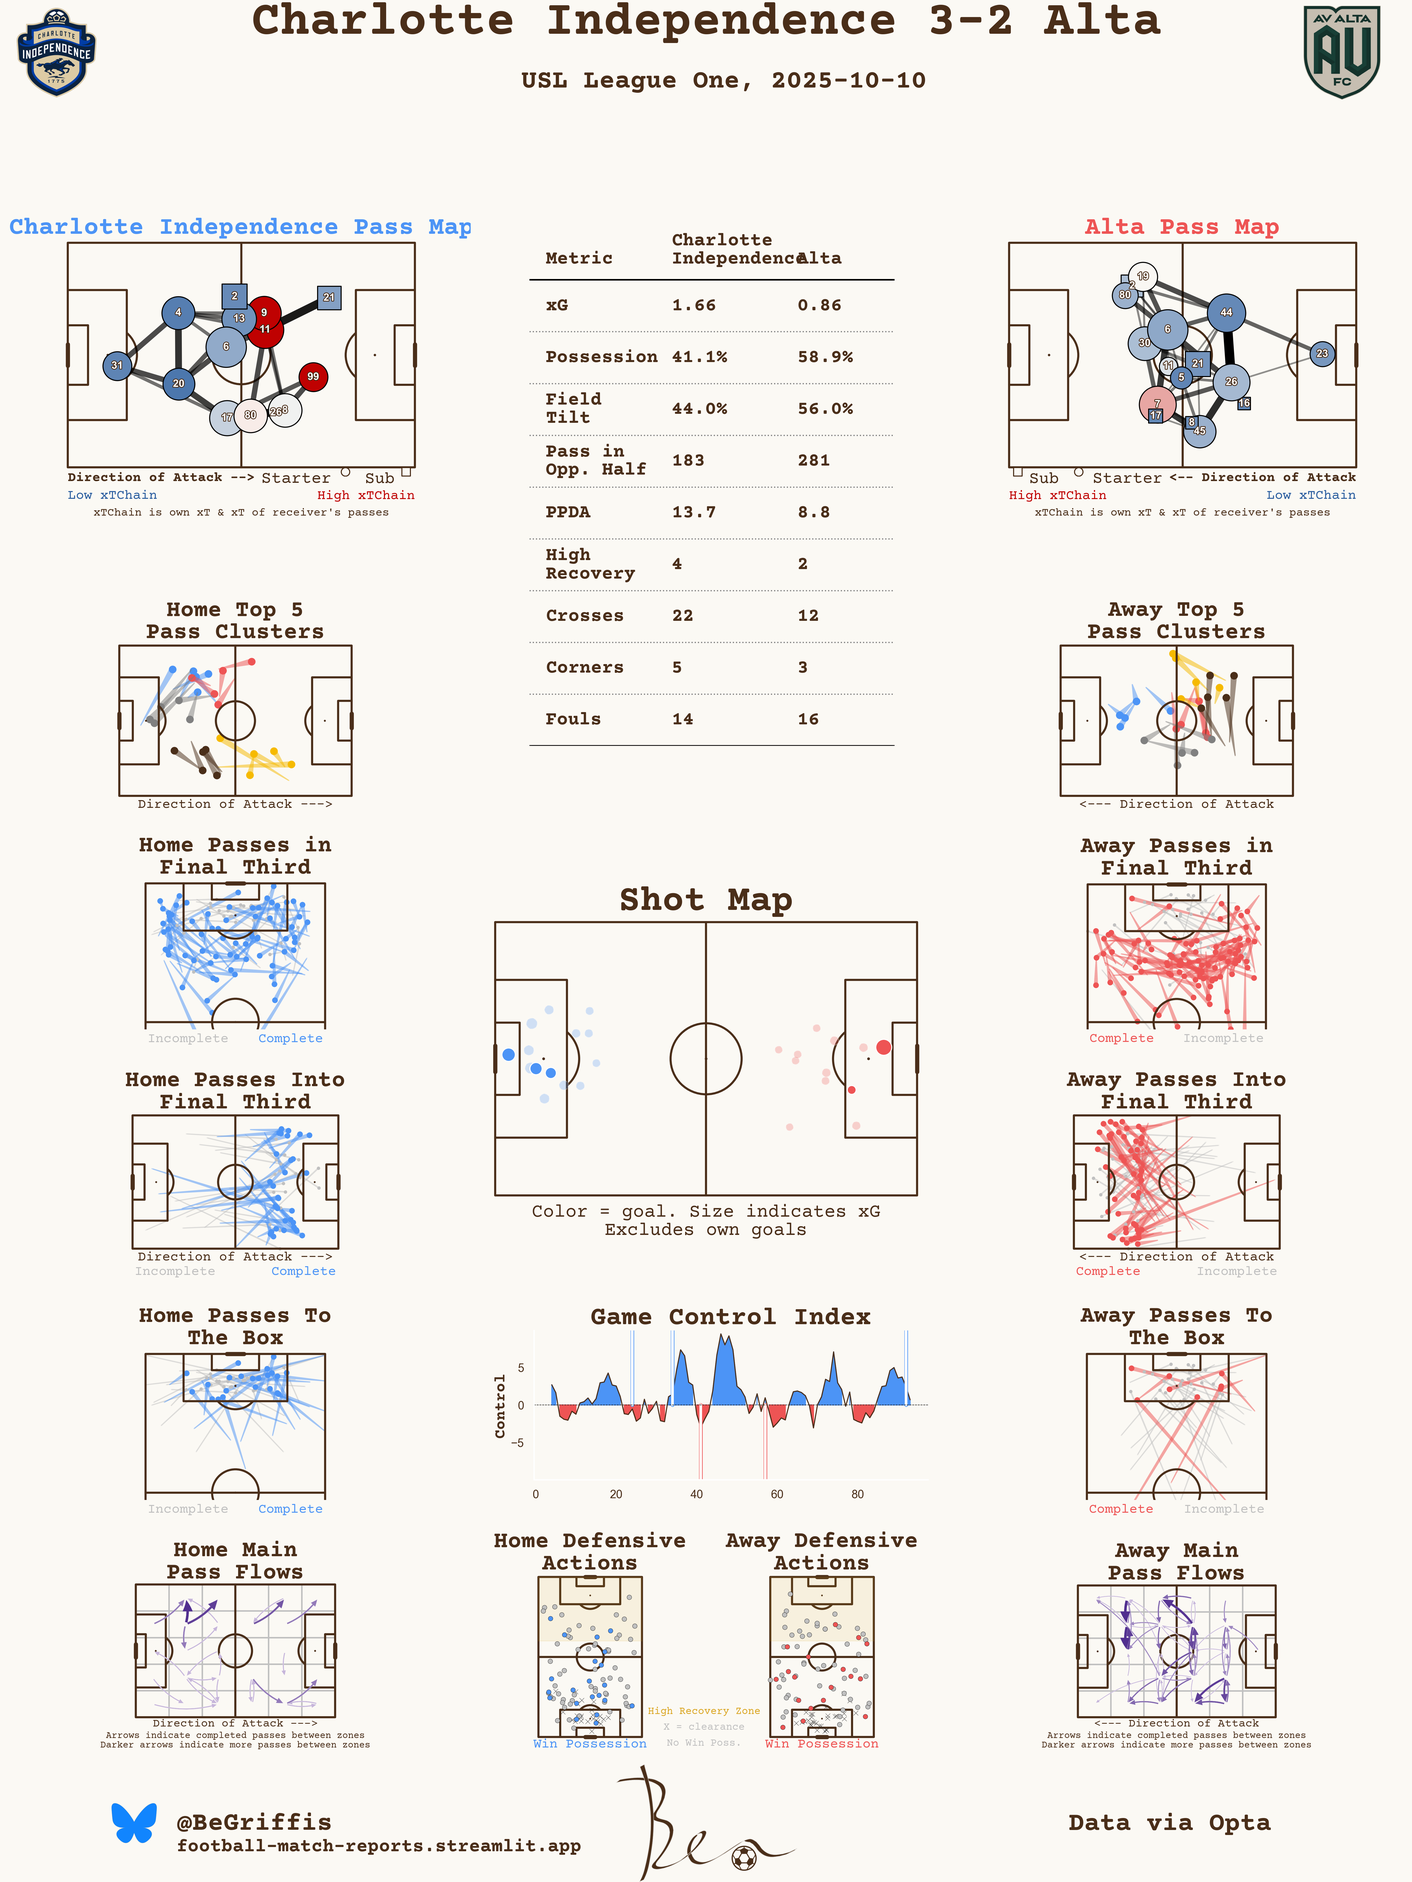 Charlotte Independence 3-2 Alta
USL League One, 2025-10-10
CHARLOTTE
INDEPENDENCE
1775
AV ALTA
AV
FC
Charlotte Independence Pass Map
4
2
9
21
13
11
6
31
20
99
17
80
26
8
Direction of Attack --> Starter Sub
Low xTChain High xTChain
xTChain is own xT & xT of receiver's passes
Metric Charlotte Independence Alta
xG 1.66 0.86
Possession 41.1% 58.9%
Field Tilt 44.0% 56.0%
Pass in Opp. Half 183 281
PPDA 13.7 8.8
High Recovery 4 2
Crosses 22 12
Corners 5 3
Fouls 14 16
Alta Pass Map
19
2
80
44
6
30
11
21
5
23
26
7
17
16
8
45
Sub Starter <-- Direction of Attack
High xTChain Low xTChain
xTChain is own xT & xT of receiver's passes
Home Top 5
Pass Clusters
Direction of Attack --->
Away Top 5
Pass Clusters
<--- Direction of Attack
Home Passes in
Final Third
Incomplete Complete
Shot Map
Color = goal. Size indicates xG
Excludes own goals
Away Passes in
Final Third
Complete Incomplete
Home Passes Into
Final Third
Direction of Attack --->
Incomplete Complete
Away Passes Into
Final Third
<--- Direction of Attack
Complete Incomplete
Home Passes To
The Box
Incomplete Complete
Game Control Index
Control
5
0
−5
0 20 40 60 80
Away Passes To
The Box
Complete Incomplete
Home Main
Pass Flows
Direction of Attack --->
Arrows indicate completed passes between zones
Darker arrows indicate more passes between zones
Home Defensive
Actions
Win Possession
High Recovery Zone
X = clearance
No Win Poss.
Away Defensive
Actions
Win Possession
Away Main
Pass Flows
<--- Direction of Attack
Arrows indicate completed passes between zones
Darker arrows indicate more passes between zones
@BeGriffis
football-match-reports.streamlit.app
Ben
Data via Opta